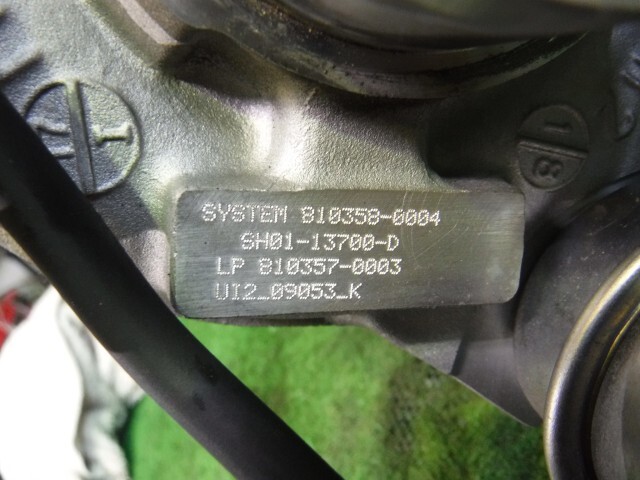 SYSTEM 810358-0004
SH01-13700-D
LP 810357-0003
UI2_09053_K